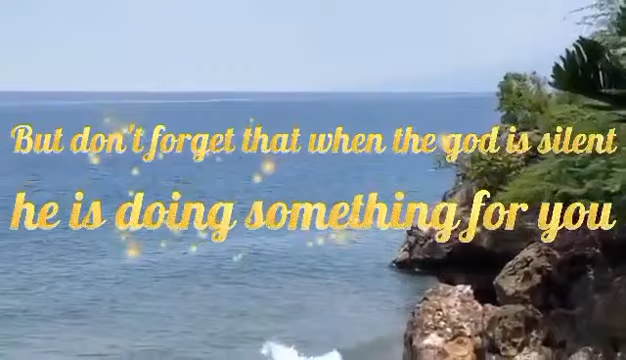 But don't forget that when the god is silent
he is doing something for you